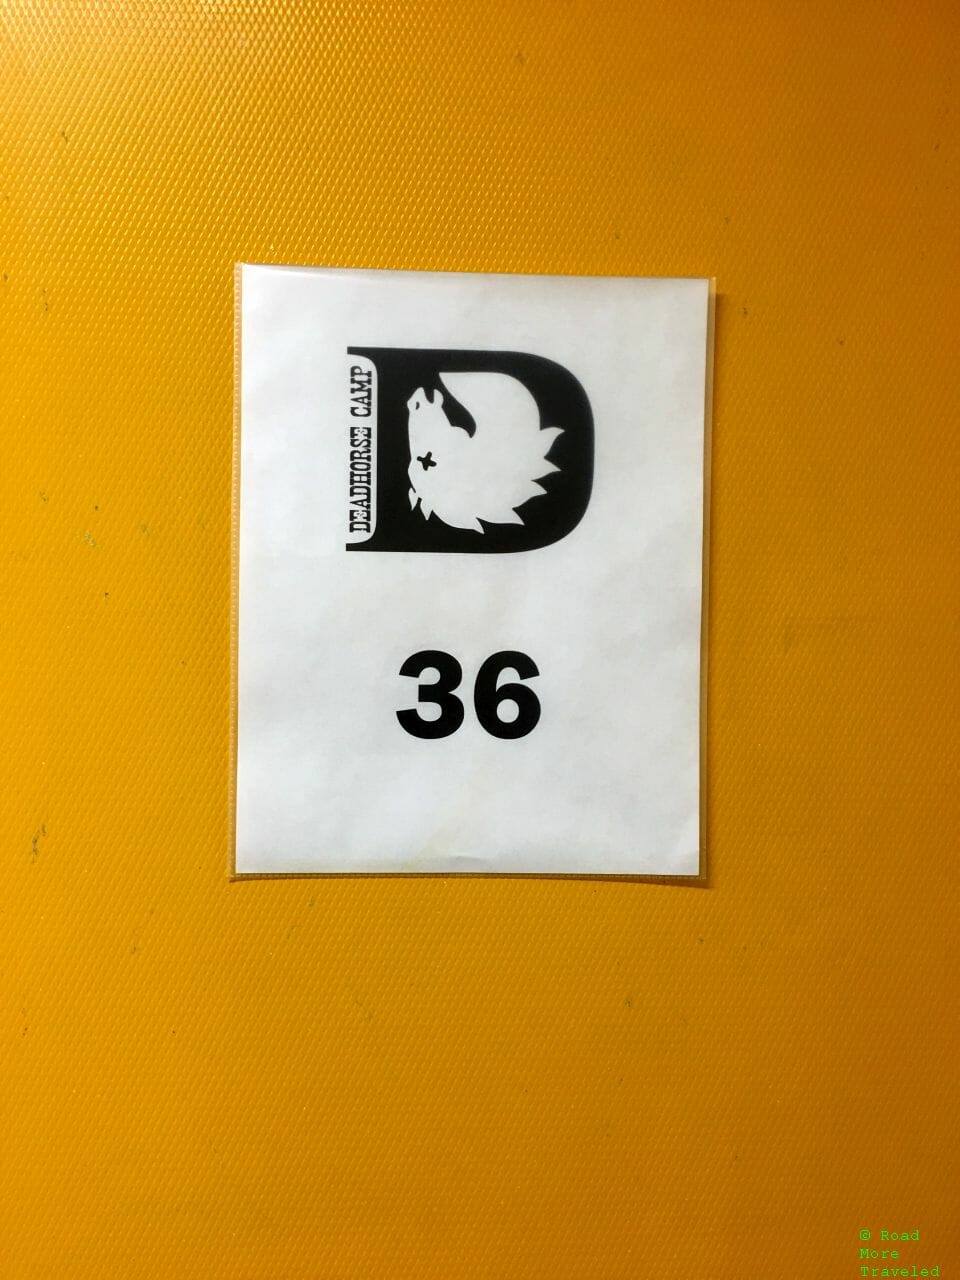 DEADHORSE CAMP
D
36
© Road
More
Traveled